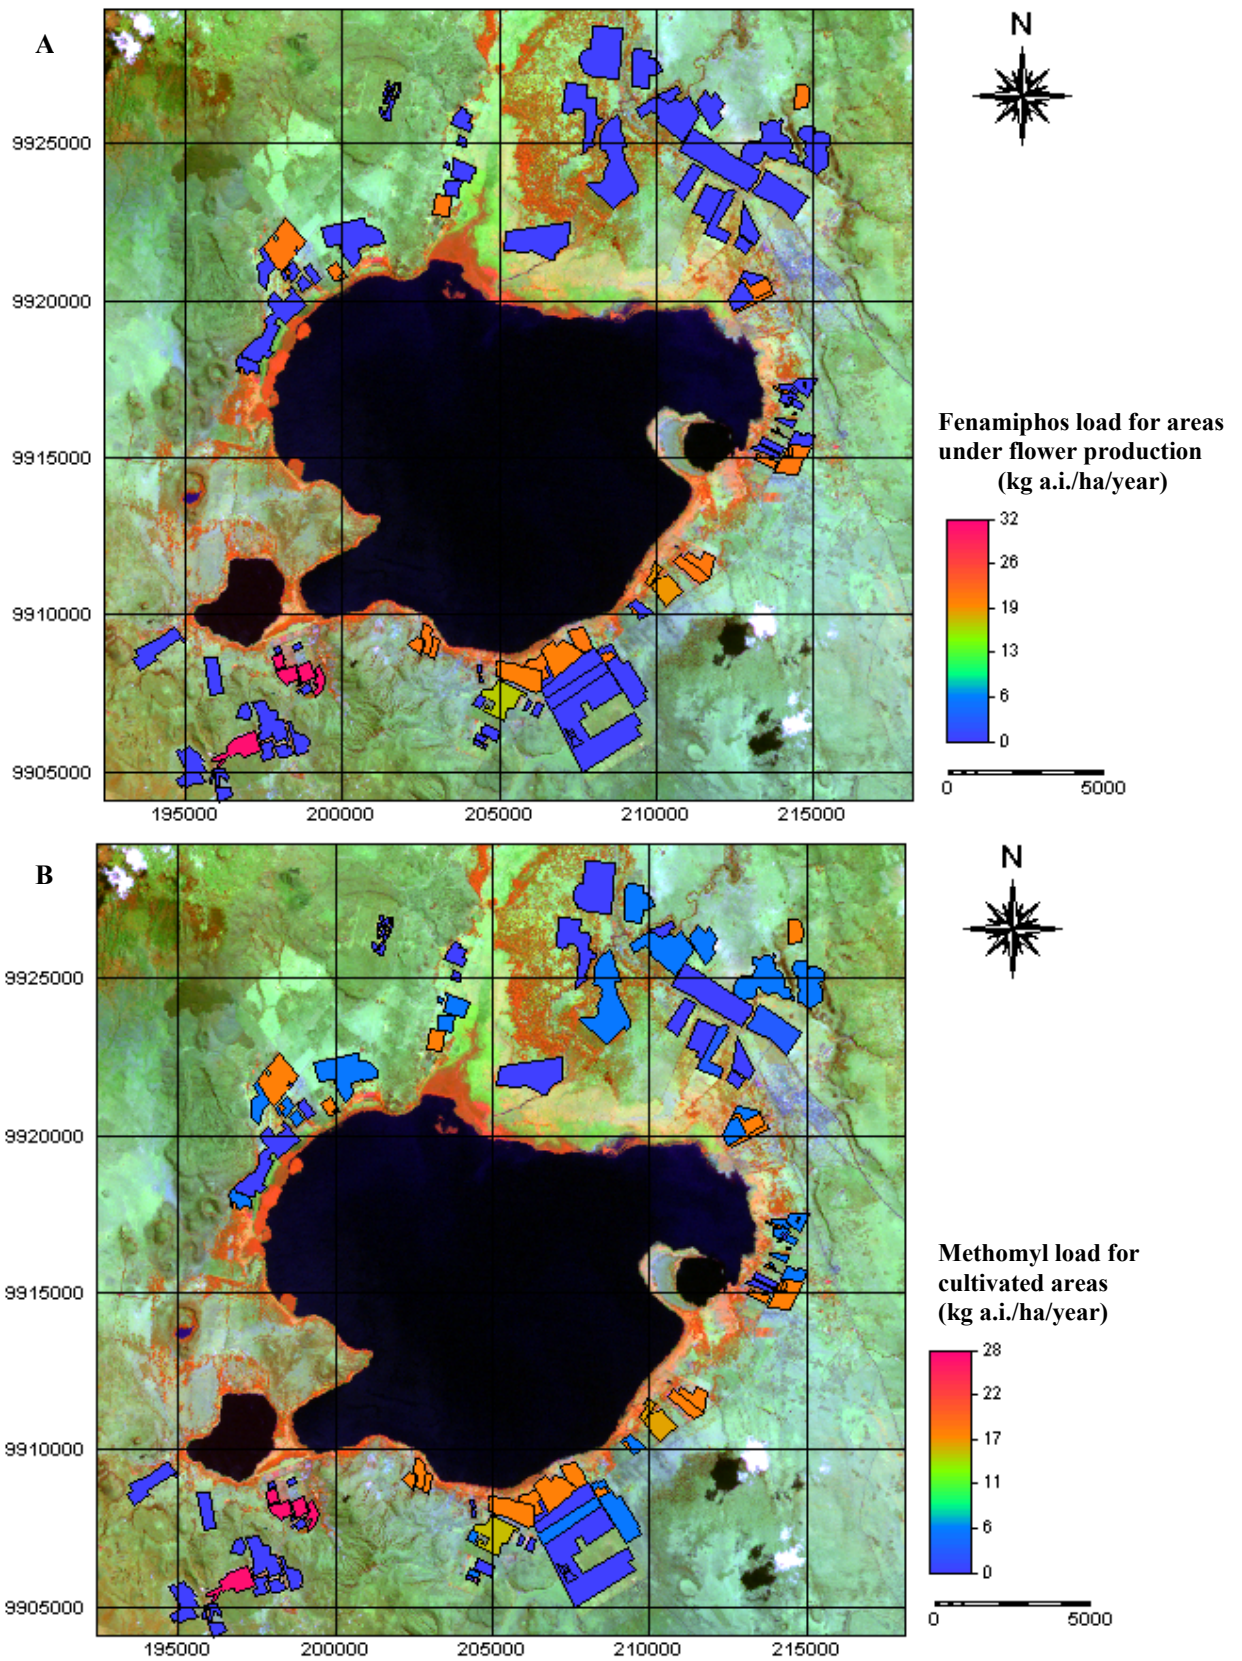 A
N
9925000
9920000
9915000
9910000
9905000
195000 200000 205000 210000 215000
Fenamiphos load for areas
under flower production
(kg a.i./ha/year)
32
26
19
13
6
0
0 5000
B
N
9925000
9920000
9915000
9910000
9905000
195000 200000 205000 210000 215000
Methomyl load for
cultivated areas
(kg a.i./ha/year)
28
22
17
11
6
0
0 5000